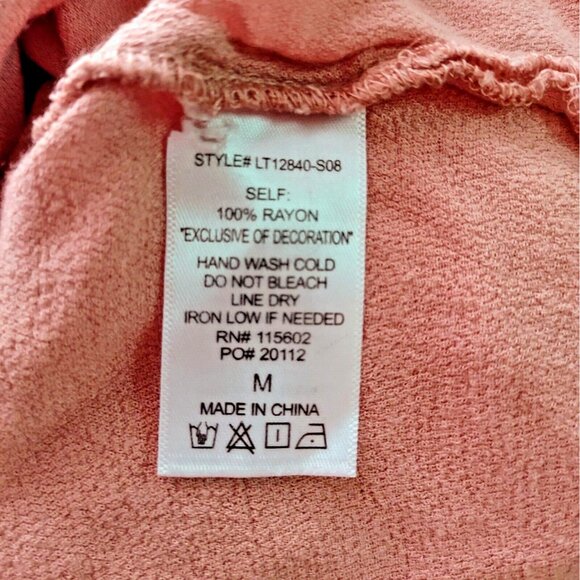 STYLE# LT12840-S08
SELF:
100% RAYON
"EXCLUSIVE OF DECORATION"
HAND WASH COLD
DO NOT BLEACH
LINE DRY
IRON LOW IF NEEDED
RN# 115602
PO# 20112
M
MADE IN CHINA